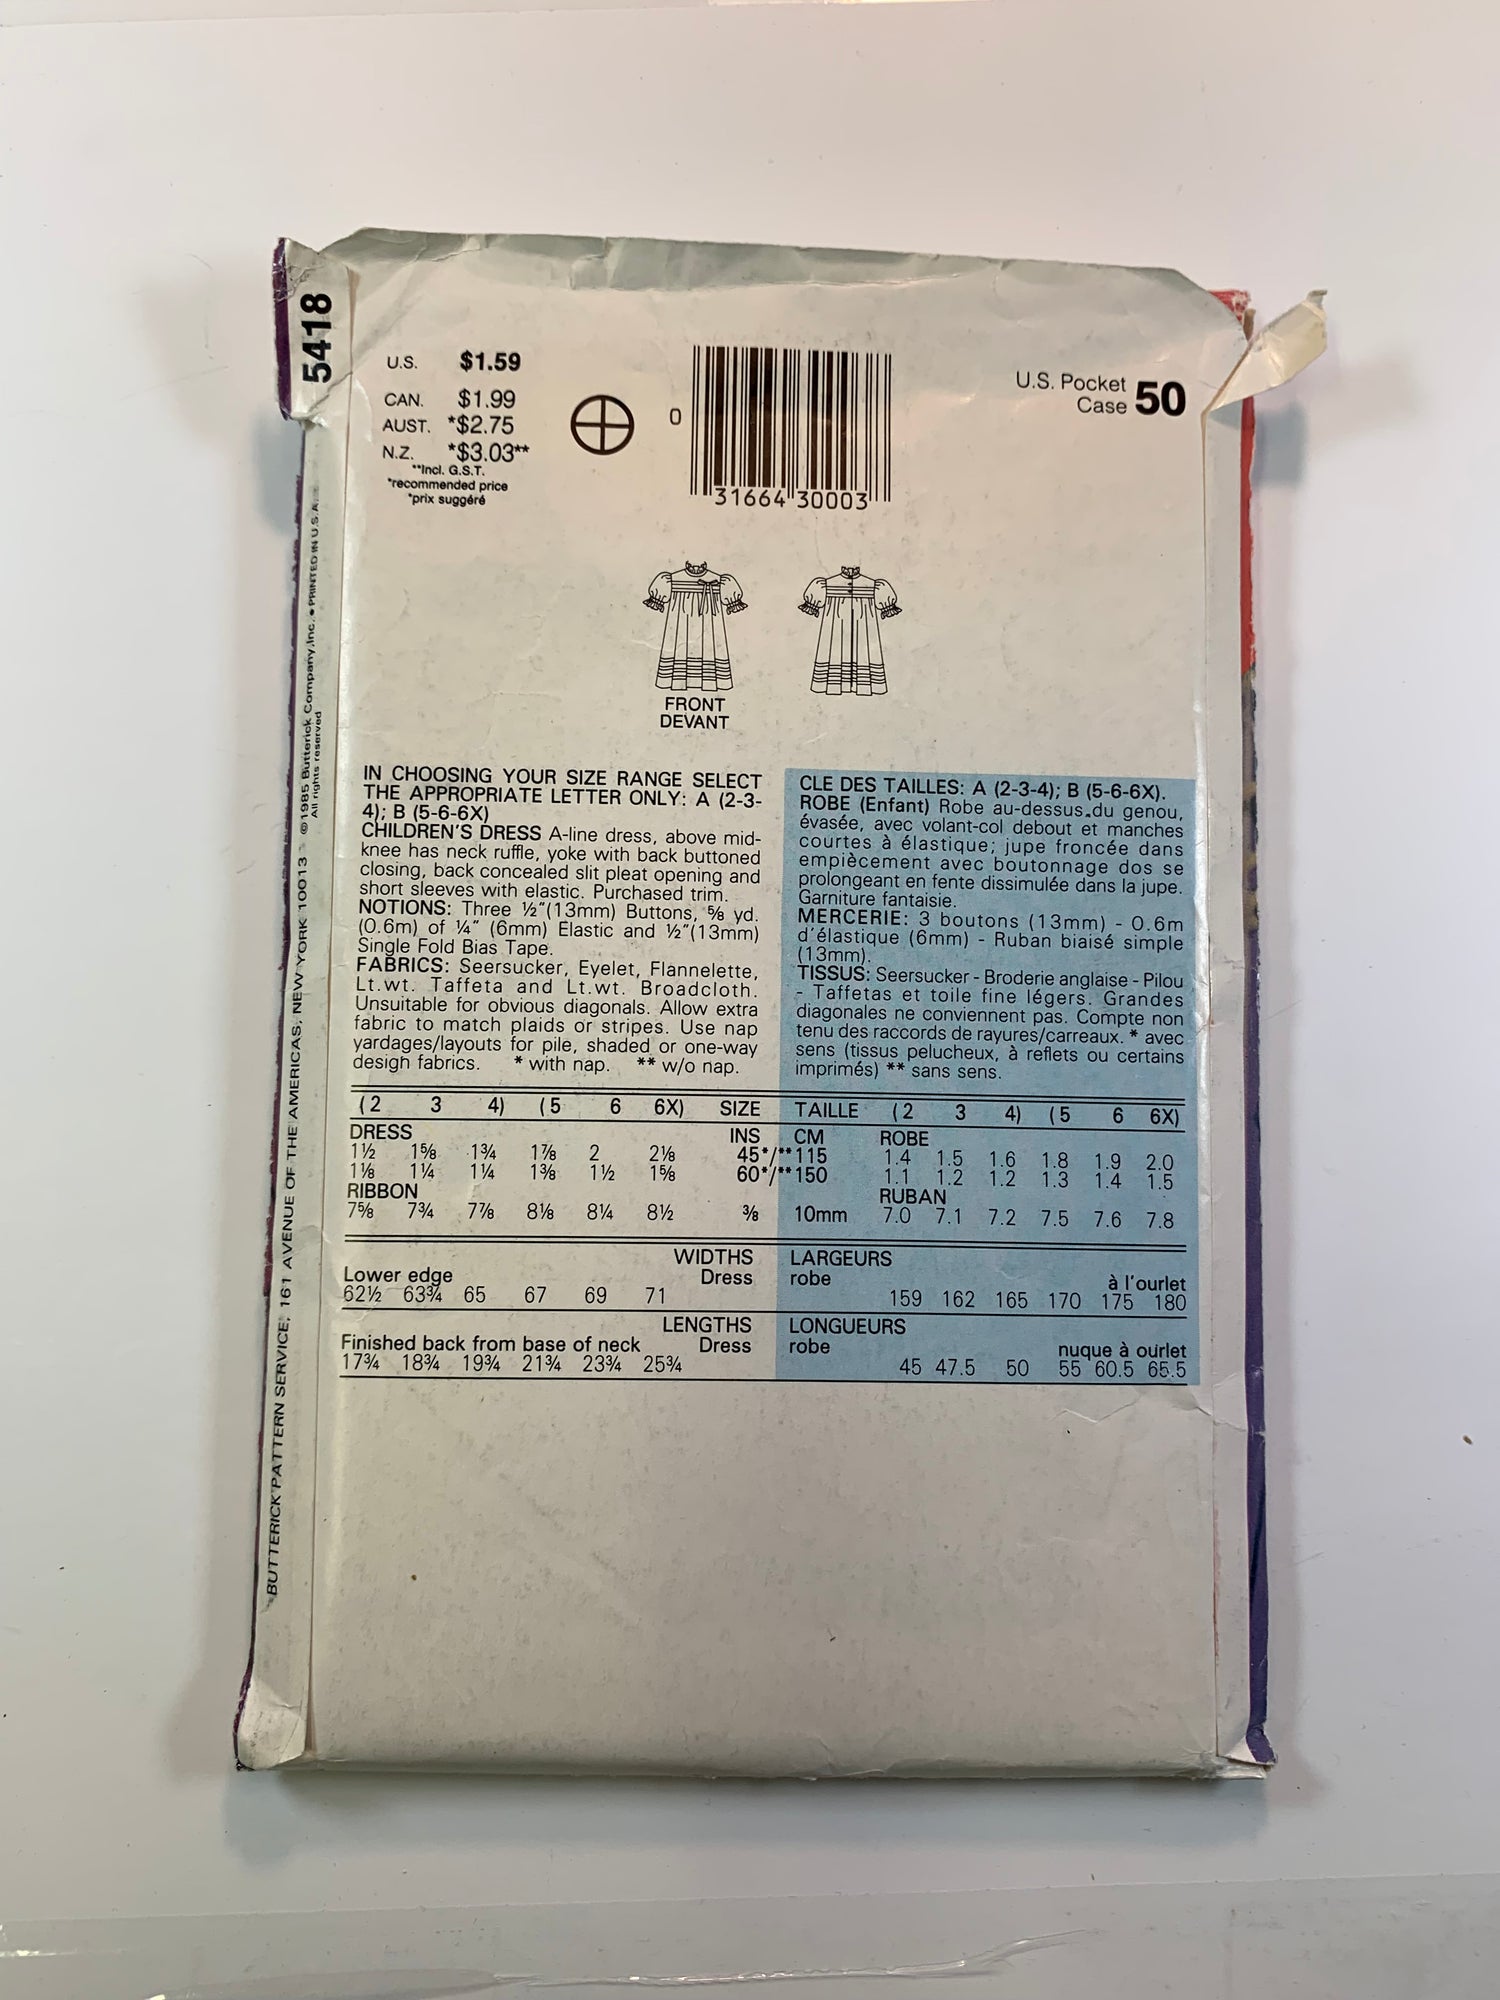 5418
U.S. $1.59
CAN. $1.99
AUST. *$2.75
N.Z. *$3.03**
**Incl. G.S.T.
*recommended price
*prix suggéré
0
31664 30003
U.S. Pocket
Case 50
FRONT
DEVANT
IN CHOOSING YOUR SIZE RANGE SELECT
THE APPROPRIATE LETTER ONLY: A (2-3-
4); B (5-6-6X)
CHILDREN'S DRESS A-line dress, above mid-
knee has neck ruffle, yoke with back buttoned
closing, back concealed slit pleat opening and
short sleeves with elastic. Purchased trim.
NOTIONS: Three ½"(13mm) Buttons, ⅝ yd.
(0.6m) of ¼" (6mm) Elastic and ½"(13mm)
Single Fold Bias Tape.
FABRICS: Seersucker, Eyelet, Flannelette,
Lt.wt. Taffeta and Lt.wt. Broadcloth.
Unsuitable for obvious diagonals. Allow extra
fabric to match plaids or stripes. Use nap
yardages/layouts for pile, shaded or one-way
design fabrics. * with nap. ** w/o nap.
CLE DES TAILLES: A (2-3-4); B (5-6-6X).
ROBE (Enfant) Robe au-dessus du genou,
évasée, avec volant-col debout et manches
courtes à élastique; jupe froncée dans
empiècement avec boutonnage dos se
prolongeant en fente dissimulée dans la jupe.
Garniture fantaisie.
MERCERIE: 3 boutons (13mm) - 0.6m
d'élastique (6mm) - Ruban biaisé simple
(13mm).
TISSUS: Seersucker - Broderie anglaise - Pilou
- Taffetas et toile fine légers. Grandes
diagonales ne conviennent pas. Compte non
tenu des raccords de rayures/carreaux. * avec
sens (tissus pelucheux, à reflets ou certains
imprimés) ** sans sens.
(2 3 4) (5 6 6X) SIZE TAILLE (2 3 4) (5 6 6X)
DRESS INS CM ROBE
1½ 1⅝ 1¾ 1⅞ 2 2⅛ 45*/**115 1.4 1.5 1.6 1.8 1.9 2.0
1⅛ 1¼ 1¼ 1⅜ 1½ 1⅝ 60*/**150 1.1 1.2 1.2 1.3 1.4 1.5
RIBBON RUBAN
7⅝ 7¾ 7⅞ 8⅛ 8¼ 8½ ⅜ 10mm 7.0 7.1 7.2 7.5 7.6 7.8
WIDTHS LARGEURS
Lower edge Dress robe à l'ourlet
62½ 63¾ 65 67 69 71 159 162 165 170 175 180
LENGTHS LONGUEURS
Finished back from base of neck Dress robe nuque à ourlet
17¾ 18¾ 19¾ 21¾ 23¾ 25¾ 45 47.5 50 55 60.5 65.5
BUTTERICK PATTERN SERVICE, 161 AVENUE OF THE AMERICAS, NEW YORK 10013 ©1985 Butterick Company, Inc. • PRINTED IN U.S.A.
All rights reserved